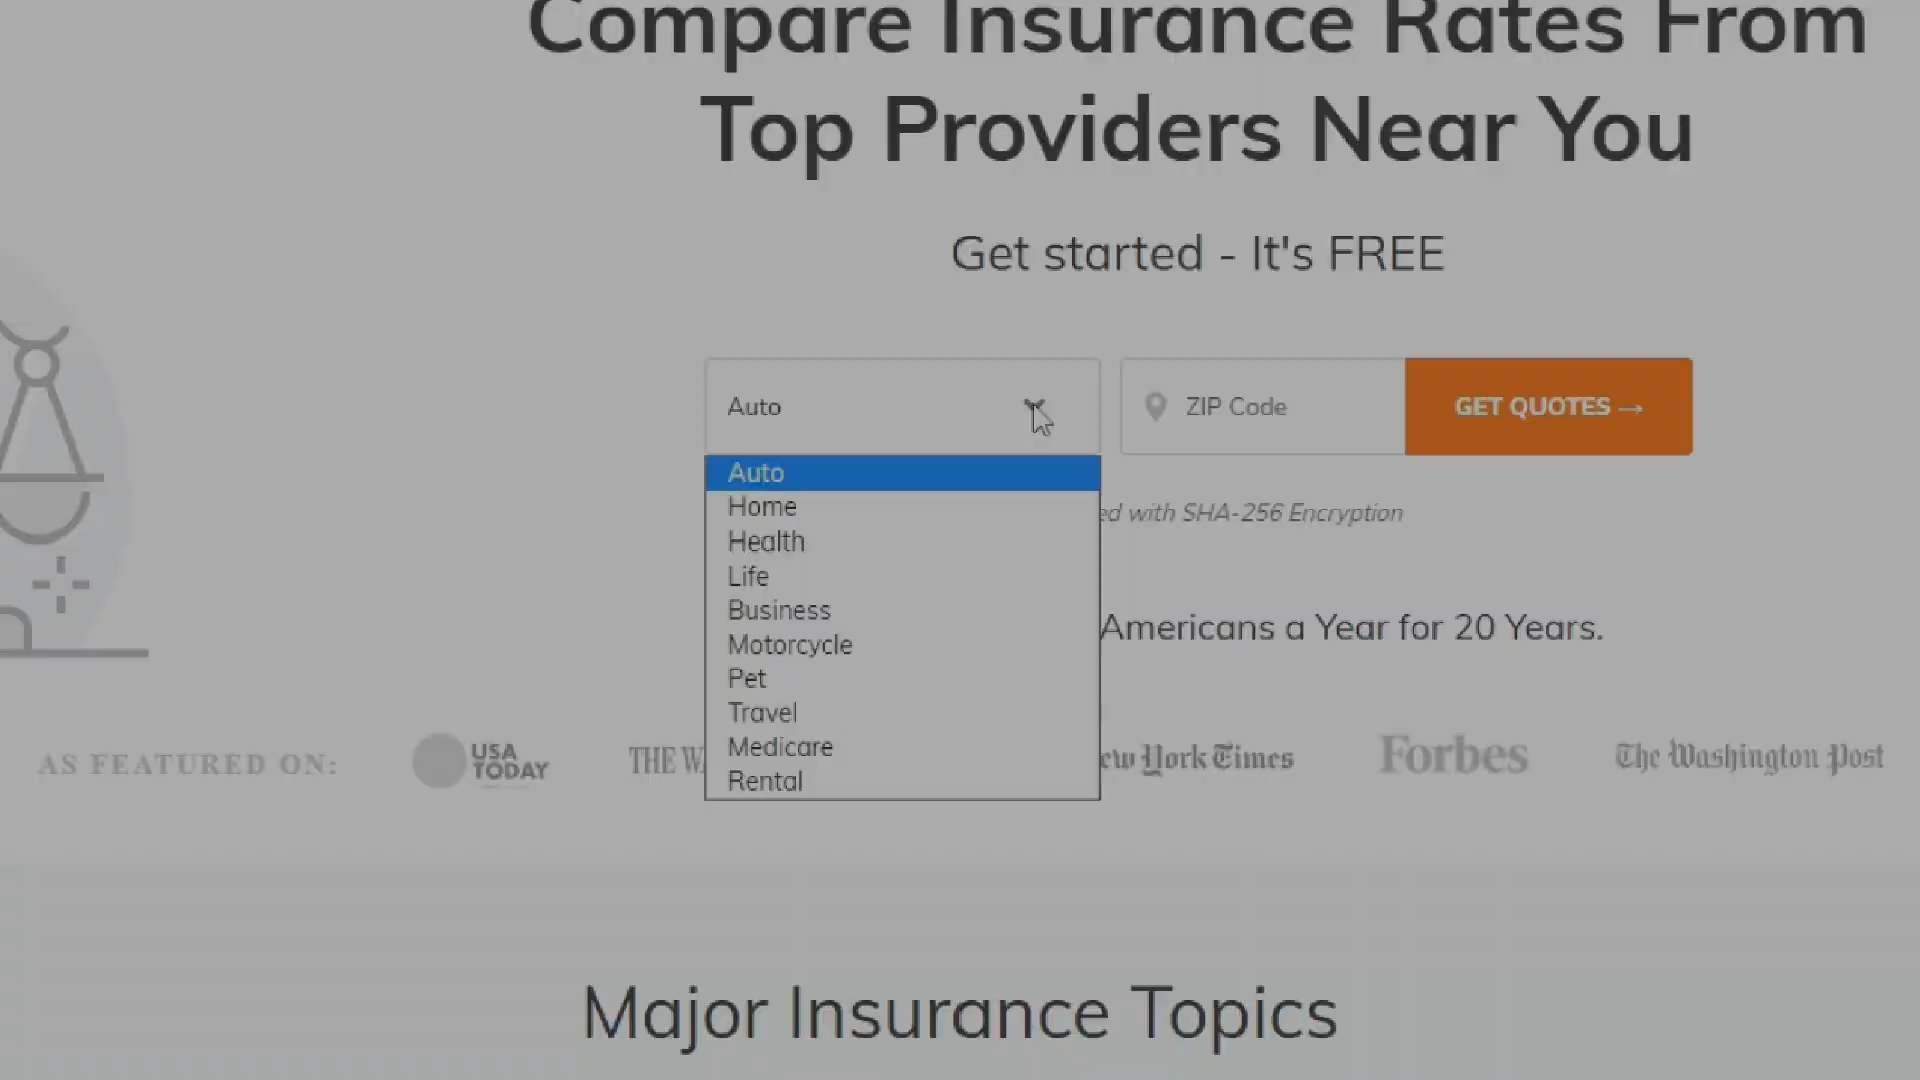 Compare Insurance Rates From
Top Providers Near You
Get started - It's FREE
Auto
ZIP Code
GET QUOTES →
Auto
Home
Health
Life
Business
Motorcycle
Pet
Travel
Medicare
Rental
with SHA-256 Encryption
Americans a Year for 20 Years.
AS FEATURED ON:
USA
TODAY
THE
York Times
Forbes
The Washington Post
Major Insurance Topics